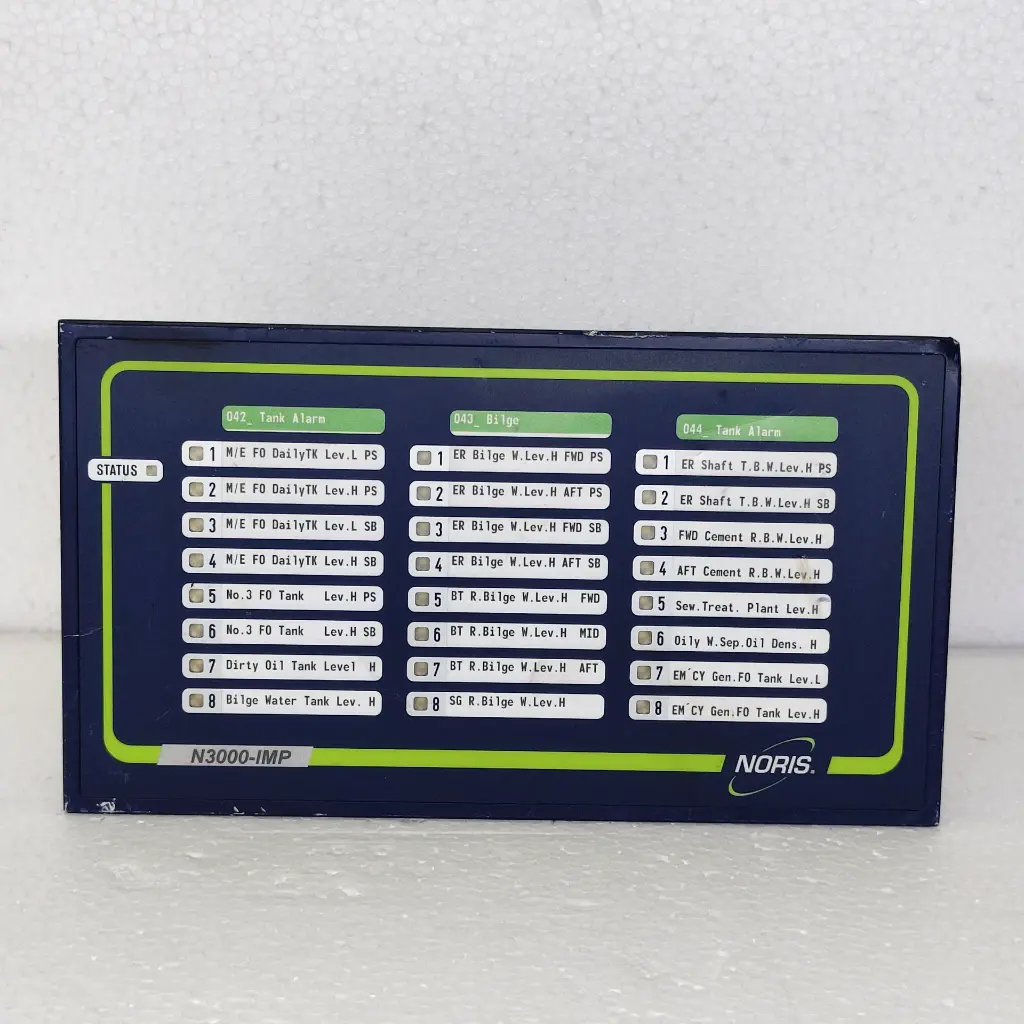 042_ Tank Alarm
1 M/E FO DailyTK Lev.L PS
2 M/E FO DailyTK Lev.H PS
3 M/E FO DailyTK Lev.L SB
4 M/E FO DailyTK Lev.H SB
5 No.3 FO Tank Lev.H PS
6 No.3 FO Tank Lev.H SB
7 Dirty Oil Tank Level H
8 Bilge Water Tank Lev. H
043_ Bilge
1 ER Bilge W.Lev.H FWD PS
2 ER Bilge W.Lev.H AFT PS
3 ER Bilge W.Lev.H FWD SB
4 ER Bilge W.Lev.H AFT SB
5 BT R.Bilge W.Lev.H FWD
6 BT R.Bilge W.Lev.H MID
7 BT R.Bilge W.Lev.H AFT
8 SG R.Bilge W.Lev.H
044_ Tank Alarm
1 ER Shaft T.B.W.Lev.H PS
2 ER Shaft T.B.W.Lev.H SB
3 FWD Cement R.B.W.Lev.H
4 AFT Cement R.B.W.Lev.H
5 Sew.Treat. Plant Lev.H
6 Oily W.Sep.Oil Dens. H
7 EM´CY Gen.FO Tank Lev.L
8 EM´CY Gen.FO Tank Lev.H
STATUS
N3000-IMP
NORIS.